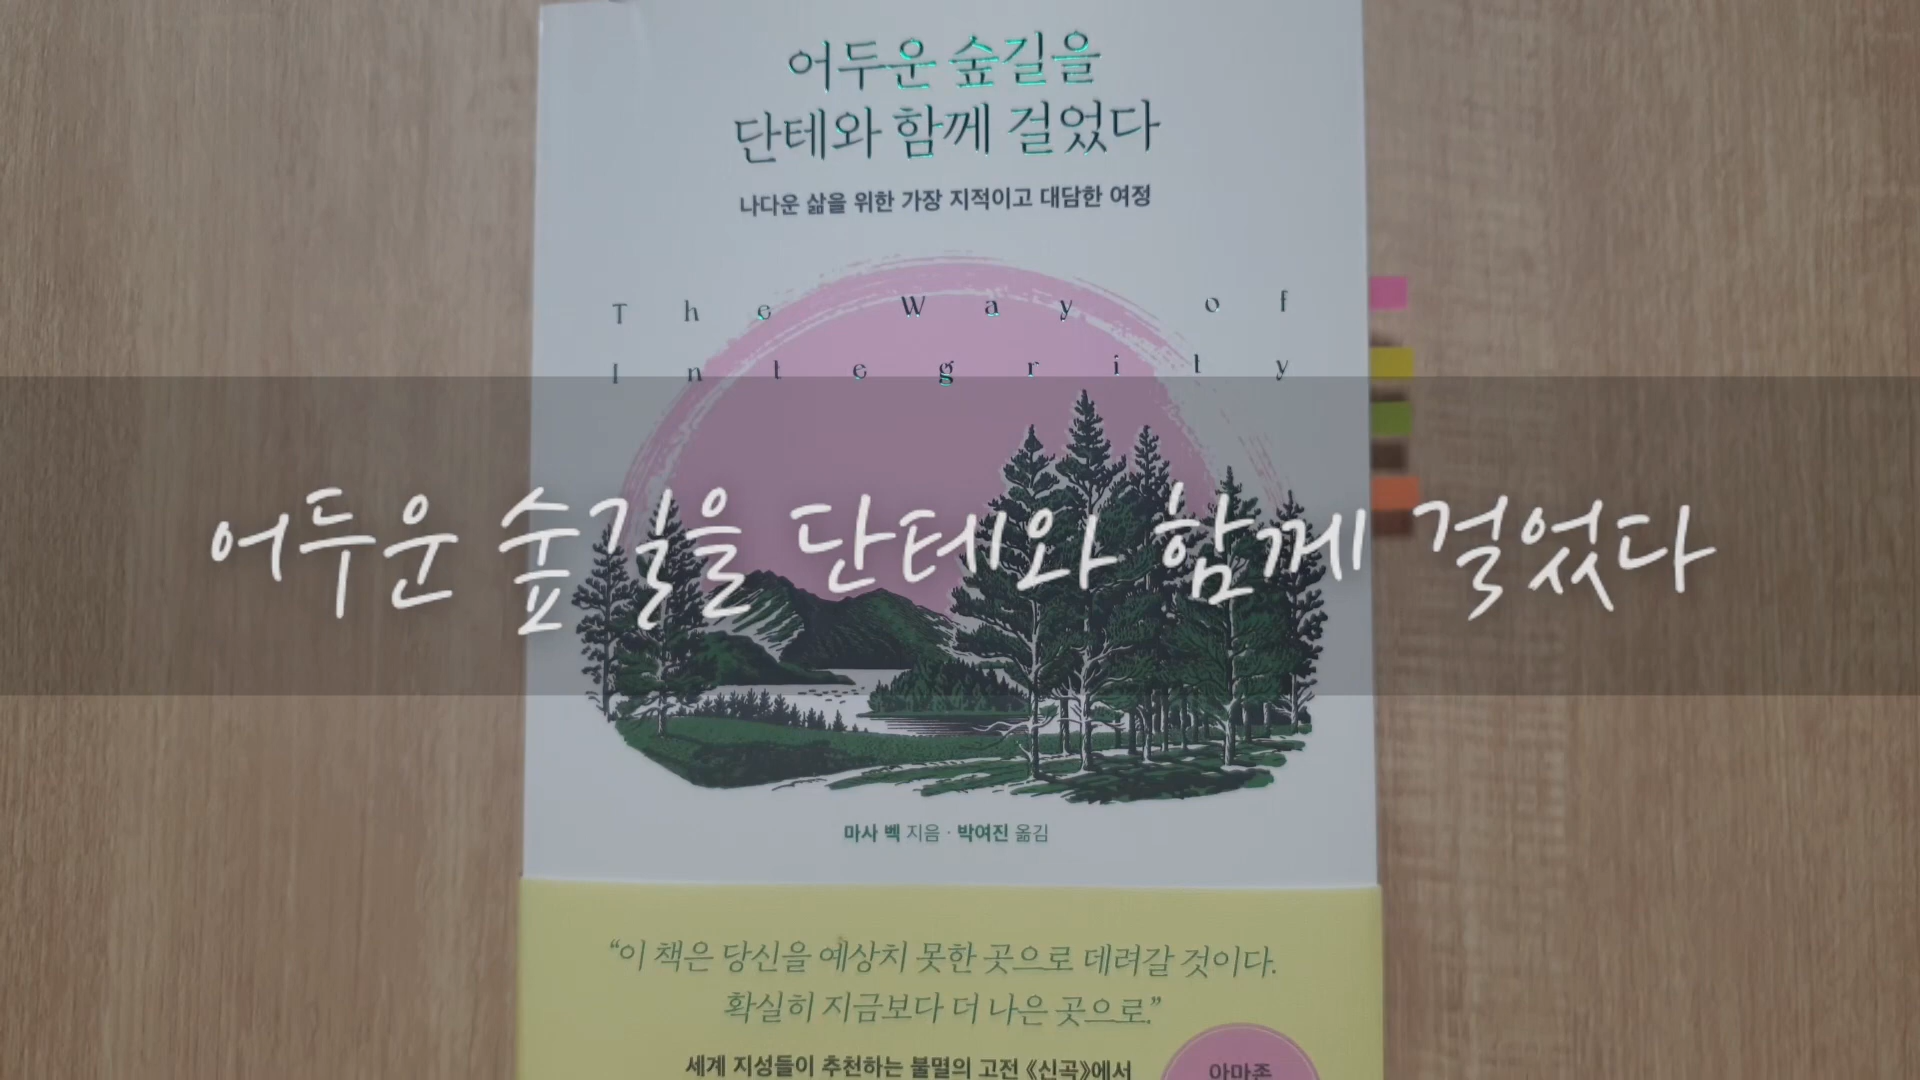 어두운 숲길을
단테와 함께 걸었다
나다운 삶을 위한 가장 지적이고 대담한 여정
The Way of
Integrity
어두운 숲길을 단테와 함께 걸었다
마사 벡 지음 · 박여진 옮김
“이 책은 당신을 예상치 못한 곳으로 데려갈 것이다.
확실히 지금보다 더 나은 곳으로.”
세계 지성들이 추천하는 불멸의 고전 《신곡》에서
아마존